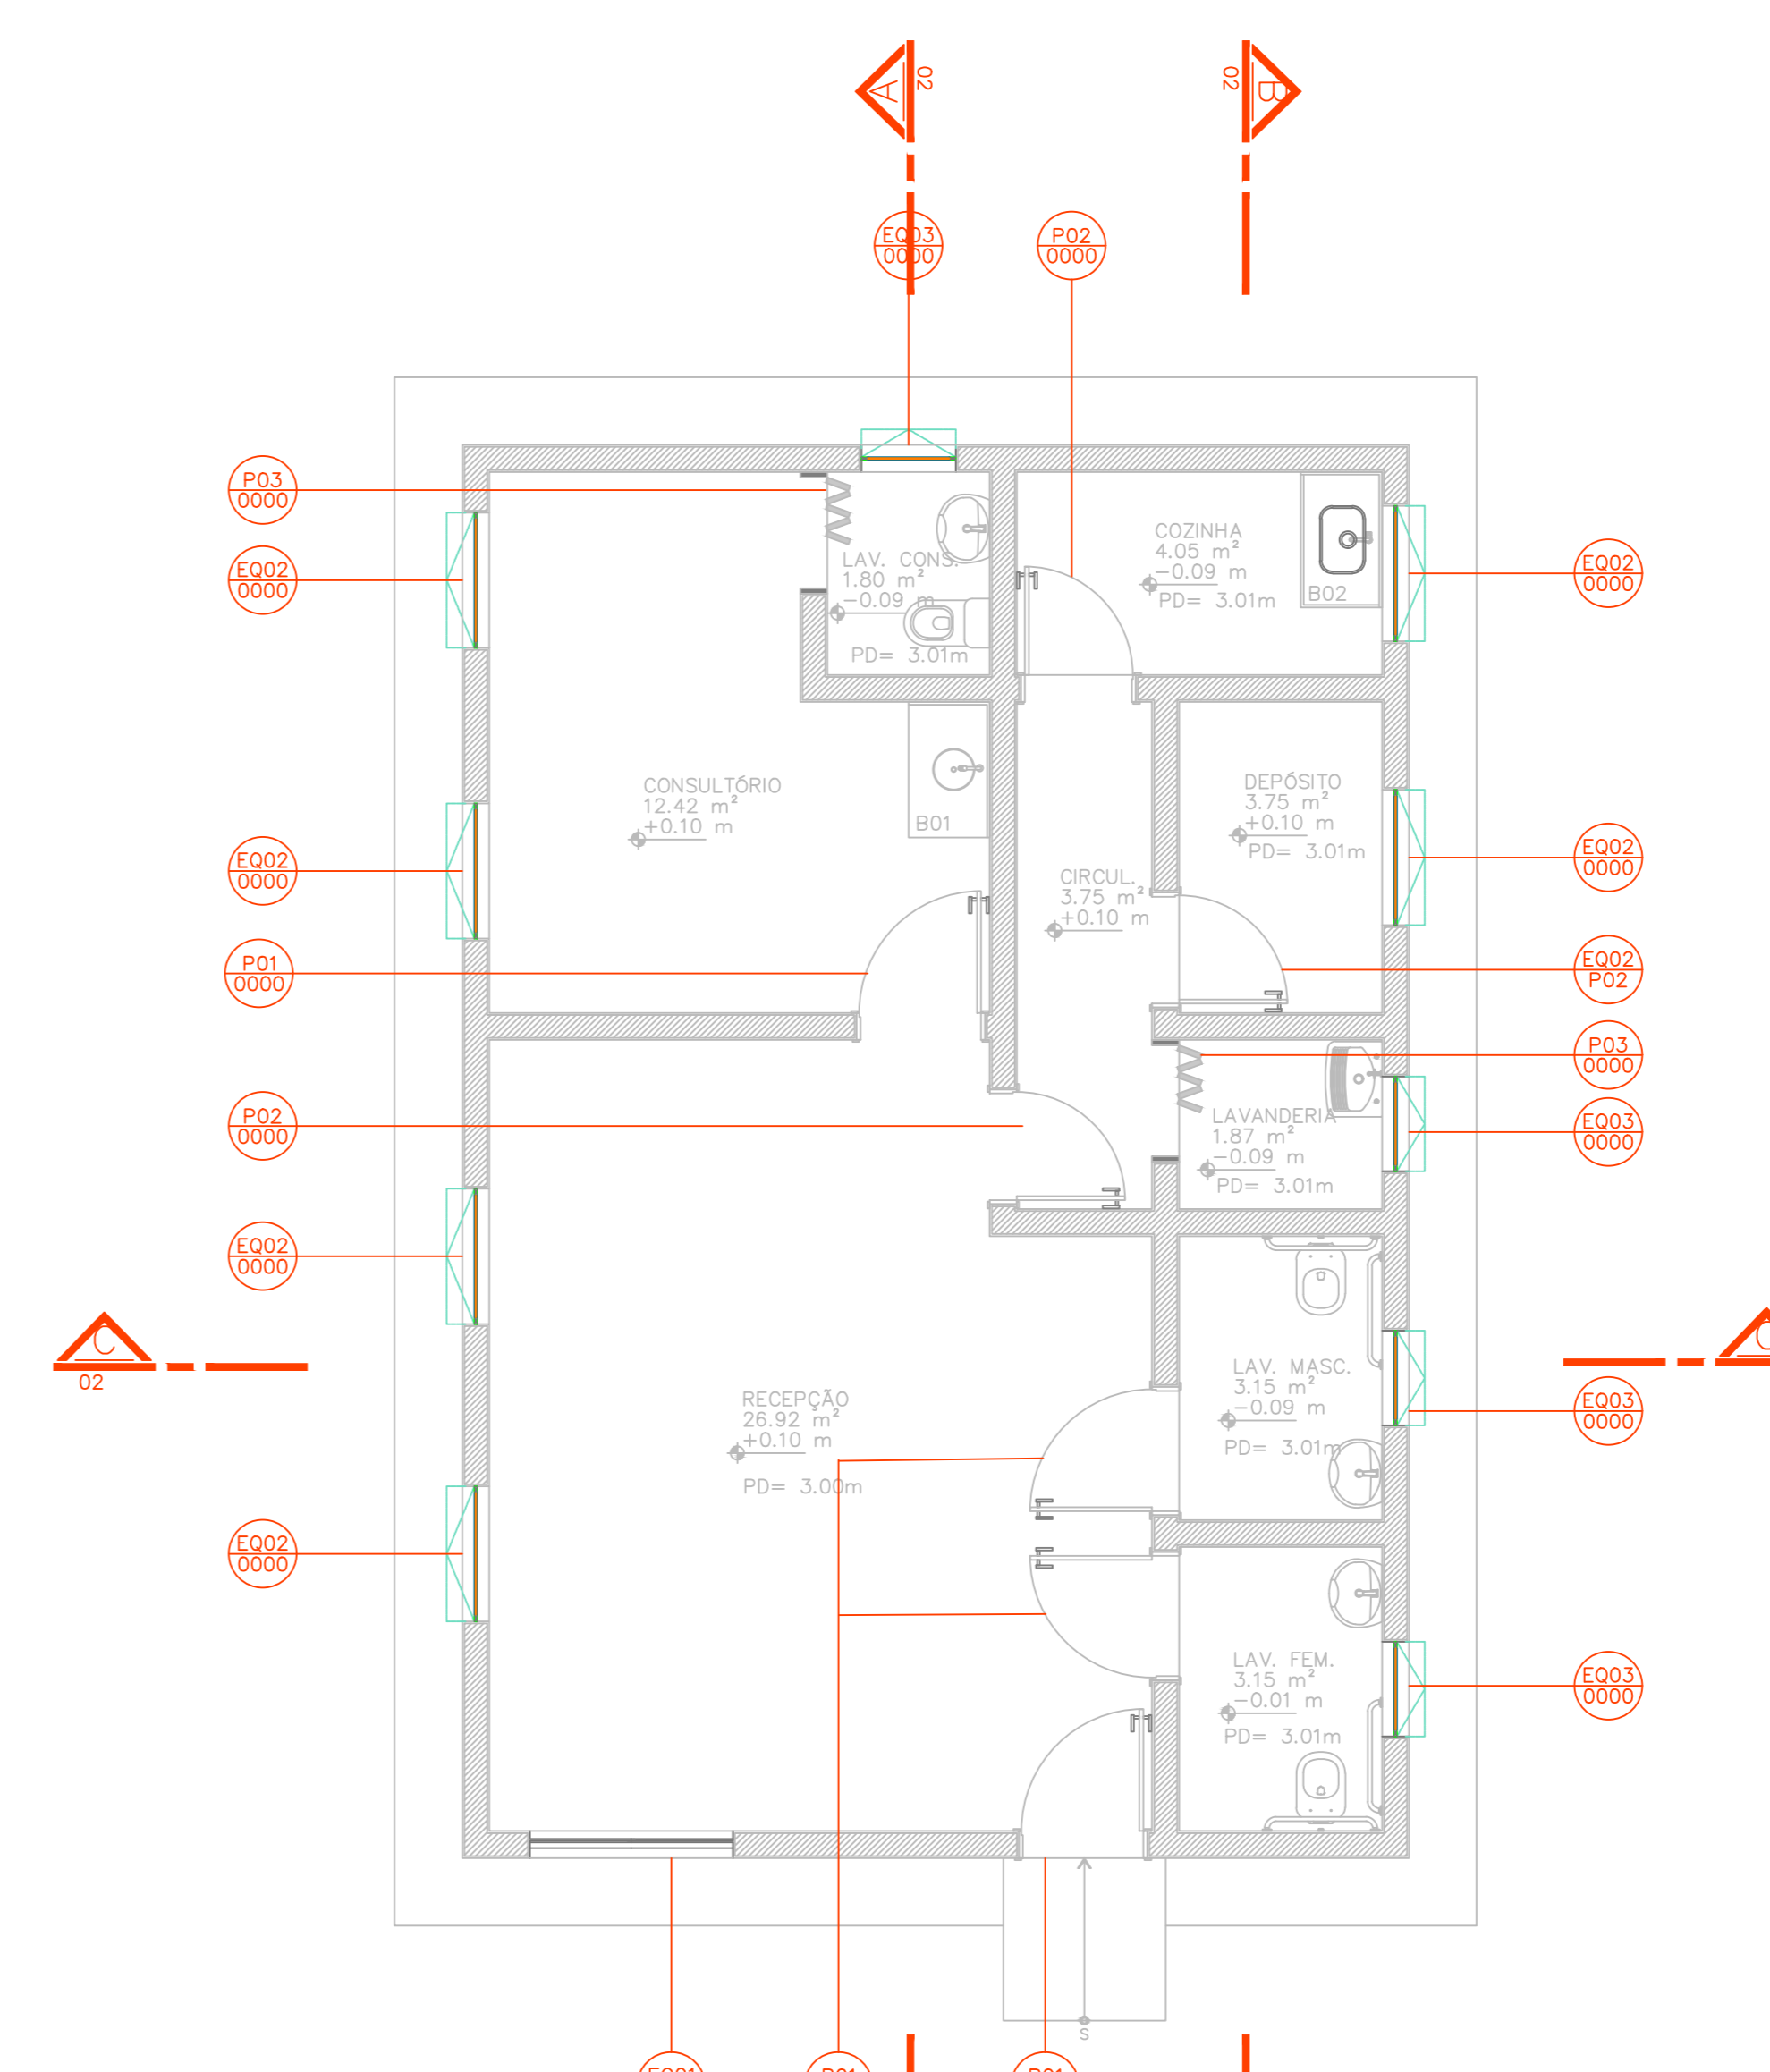 A
02
02
B
EQ03
0000
P02
0000
P03
0000
EQ02
0000
COZINHA
4.05 m²
-0.09 m
PD= 3.01m
B02
EQ02
0000
LAV. CONS.
1.80 m²
-0.09 m
PD= 3.01m
CONSULTÓRIO
12.42 m²
+0.10 m
B01
DEPÓSITO
3.75 m²
+0.10 m
PD= 3.01m
EQ02
0000
EQ02
0000
CIRCUL.
3.75 m²
+0.10 m
P01
0000
EQ02
P02
P03
0000
P02
0000
LAVANDERIA
1.87 m²
-0.09 m
PD= 3.01m
EQ03
0000
EQ02
0000
C
02
LAV. MASC.
3.15 m²
-0.09 m
PD= 3.01m
EQ03
0000
RECEPÇÃO
26.92 m²
+0.10 m
PD= 3.00m
EQ02
0000
LAV. FEM.
3.15 m²
-0.01 m
PD= 3.01m
EQ03
0000
S
EQ01
P01
P01